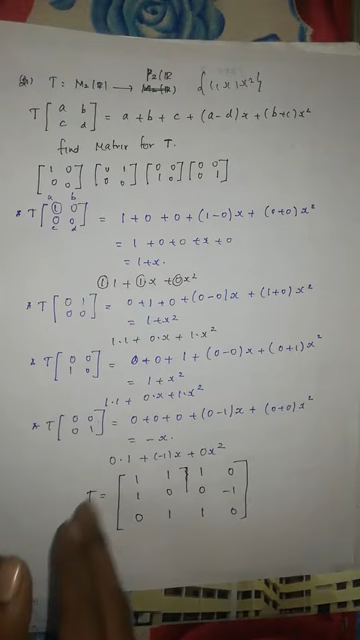 Q1) T: M₂(ℝ) → P₂(ℝ) {1, x, x²}
T[a b; c d] = a + b + c + (a-d)x + (b+c)x²
find Matrix for T.
[1 0; 0 0] [0 1; 0 0] [0 0; 1 0] [0 0; 0 1]
a b
* T[1 0; 0 0] = 1 + 0 + 0 + (1-0)x + (0+0)x²
c d
= 1 + 0 + 0 + x + 0
= 1 + x.
1 1 + 1 x + 0x²
* T[0 1; 0 0] = 0 + 1 + 0 + (0-0)x + (1+0)x²
= 1 + x²
1.1 + 0.x + 1.x²
* T[0 0; 1 0] = 0 + 0 + 1 + (0-0)x + (0+1)x²
= 1 + x²
1.1 + 0.x + 1.x²
* T[0 0; 0 1] = 0 + 0 + 0 + (0-1)x + (0+0)x²
= -x.
0.1 + (-1)x + 0x²
T = [1 1 1 0; 1 0 0 -1; 0 1 1 0]